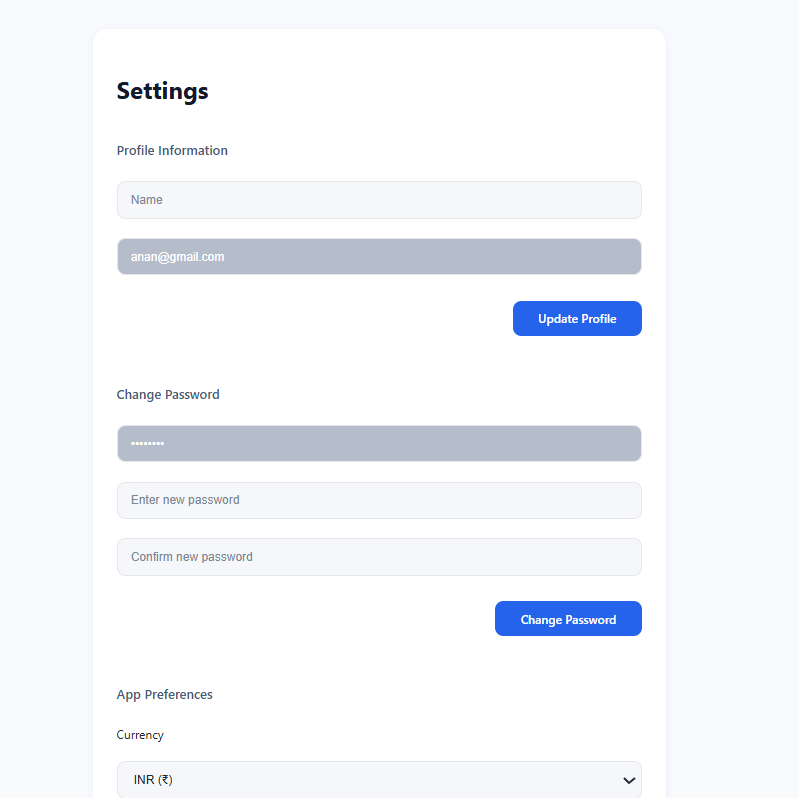 Settings
Profile Information
Name
anan@gmail.com
Update Profile
Change Password
••••••••
Enter new password
Confirm new password
Change Password
App Preferences
Currency
INR (₹)